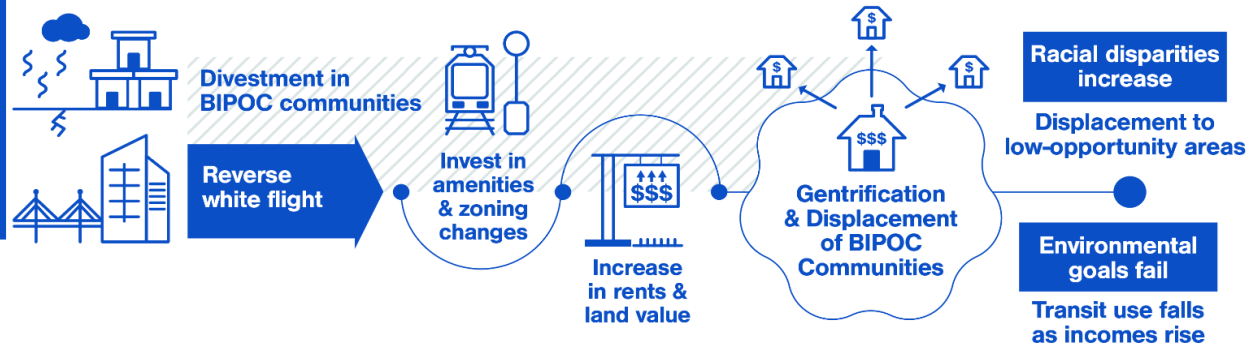 Divestment in
BIPOC communities
Reverse
white flight
Invest in
amenities
& zoning
changes
$$$
Increase
in rents &
land value
$
$
$
$$$
Gentrification
& Displacement
of BIPOC
Communities
Racial disparities
increase
Displacement to
low-opportunity areas
Environmental
goals fail
Transit use falls
as incomes rise